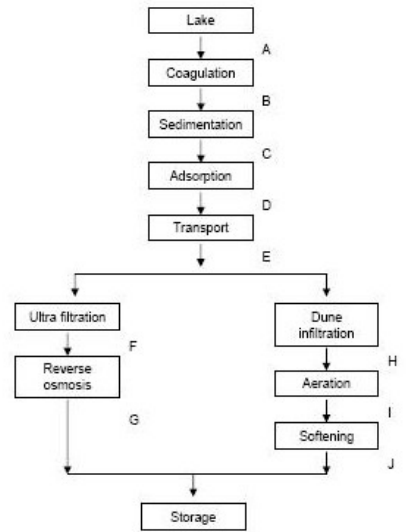 Lake
A
Coagulation
B
Sedimentation
C
Adsorption
D
Transport
E
Ultra filtration
Dune
infiltration
F
H
Reverse
osmosis
Aeration
G
I
Softening
J
Storage